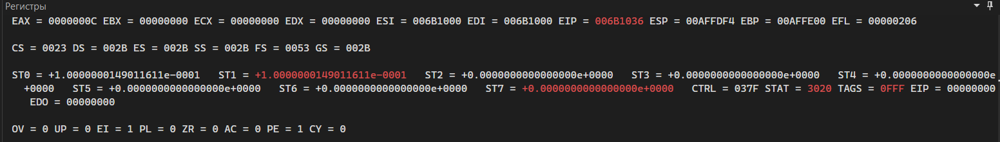 Регистры
EAX = 0000000C EBX = 00000000 ECX = 00000000 EDX = 00000000 ESI = 006B1000 EDI = 006B1000 EIP = 006B1036 ESP = 00AFFDF4 EBP = 00AFFE00 EFL = 00000206
CS = 0023 DS = 002B ES = 002B SS = 002B FS = 0053 GS = 002B
ST0 = +1.0000000149011611e-0001 ST1 = +1.0000000149011611e-0001 ST2 = +0.0000000000000000e+0000 ST3 = +0.0000000000000000e+0000 ST4 = +0.0000000000000000e
+0000 ST5 = +0.0000000000000000e+0000 ST6 = +0.0000000000000000e+0000 ST7 = +0.0000000000000000e+0000 CTRL = 037F STAT = 3020 TAGS = 0FFF EIP = 00000000
EDO = 00000000
OV = 0 UP = 0 EI = 1 PL = 0 ZR = 0 AC = 0 PE = 1 CY = 0